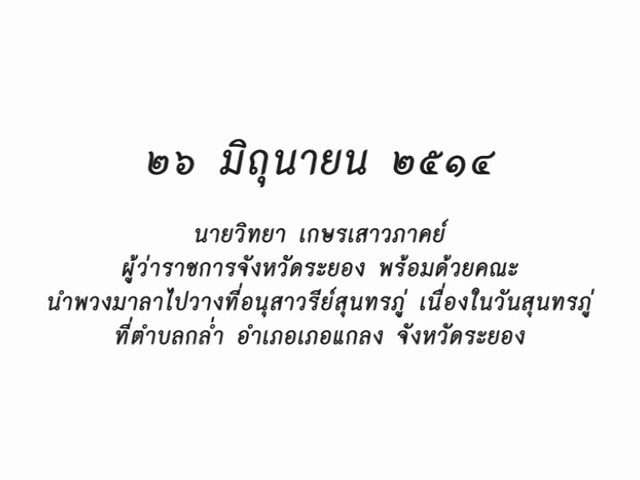 ๒๖ มิถุนายน ๒๕๑๔
นายวิทยา เกษรเสาวภาคย์
ผู้ว่าราชการจังหวัดระยอง พร้อมด้วยคณะ
นำพวงมาลาไปวางที่อนุสาวรีย์สุนทรภู่ เนื่องในวันสุนทรภู่
ที่ตำบลกล่ำ อำเภอเภอแกลง จังหวัดระยอง